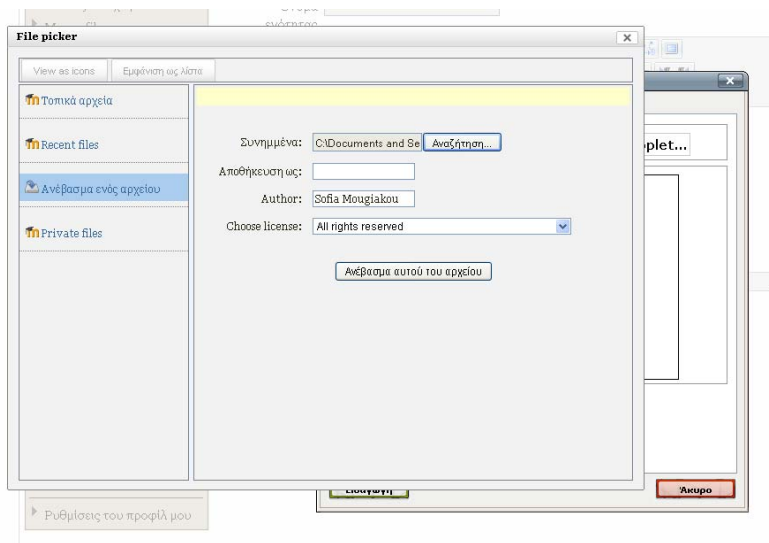 ενότητας
File picker
View as icons
Εμφάνιση ως λίστα
Τοπικά αρχεία
Recent files
Ανέβασμα ενός αρχείου
Private files
Συνημμένα: C:\Documents and Se Αναζήτηση...
Αποθήκευση ως:
Author: Sofia Mougiakou
Choose license: All rights reserved
Ανέβασμα αυτού του αρχείου
plet...
Εισαγωγή
Άκυρο
Ρυθμίσεις του προφίλ μου